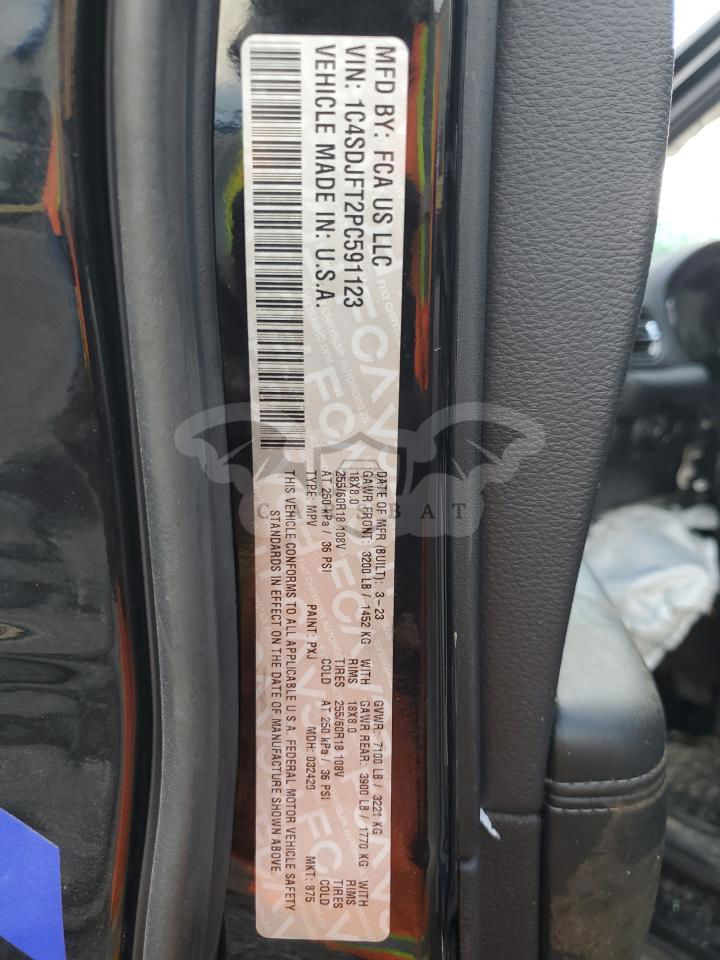 MFD BY: FCA US LLC
VIN: 1C4SDJFT2PC591123
VEHICLE MADE IN: U.S.A.
DATE OF MFR (BUILT): 3-23 GVWR: 7100 LB / 3221 KG
GAWR FRONT: 3200 LB / 1452 KG WITH GAWR REAR: 3900 LB / 1770 KG WITH
18X8.0 RIMS 18X8.0 RIMS
255/60R18 108V TIRES 255/60R18 108V TIRES
AT 250 kPa / 36 PSI COLD AT 250 kPa / 36 PSI COLD
TYPE: MPV PAINT: PXJ MDH: 032420 MKT: 875
THIS VEHICLE CONFORMS TO ALL APPLICABLE U.S.A. FEDERAL MOTOR VEHICLE SAFETY
STANDARDS IN EFFECT ON THE DATE OF MANUFACTURE SHOWN ABOVE.
CARSBAT